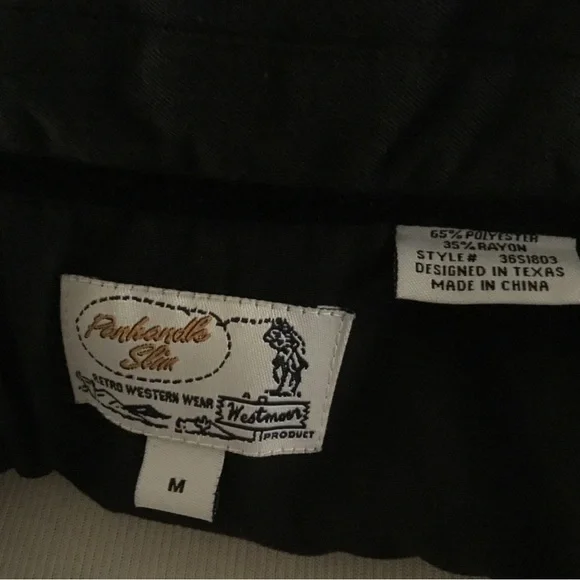 65% POLYESTER
35% RAYON
STYLE# 36S1803
DESIGNED IN TEXAS
MADE IN CHINA
Panhandle
Slim
RETRO WESTERN WEAR
Westmoor
PRODUCT
M